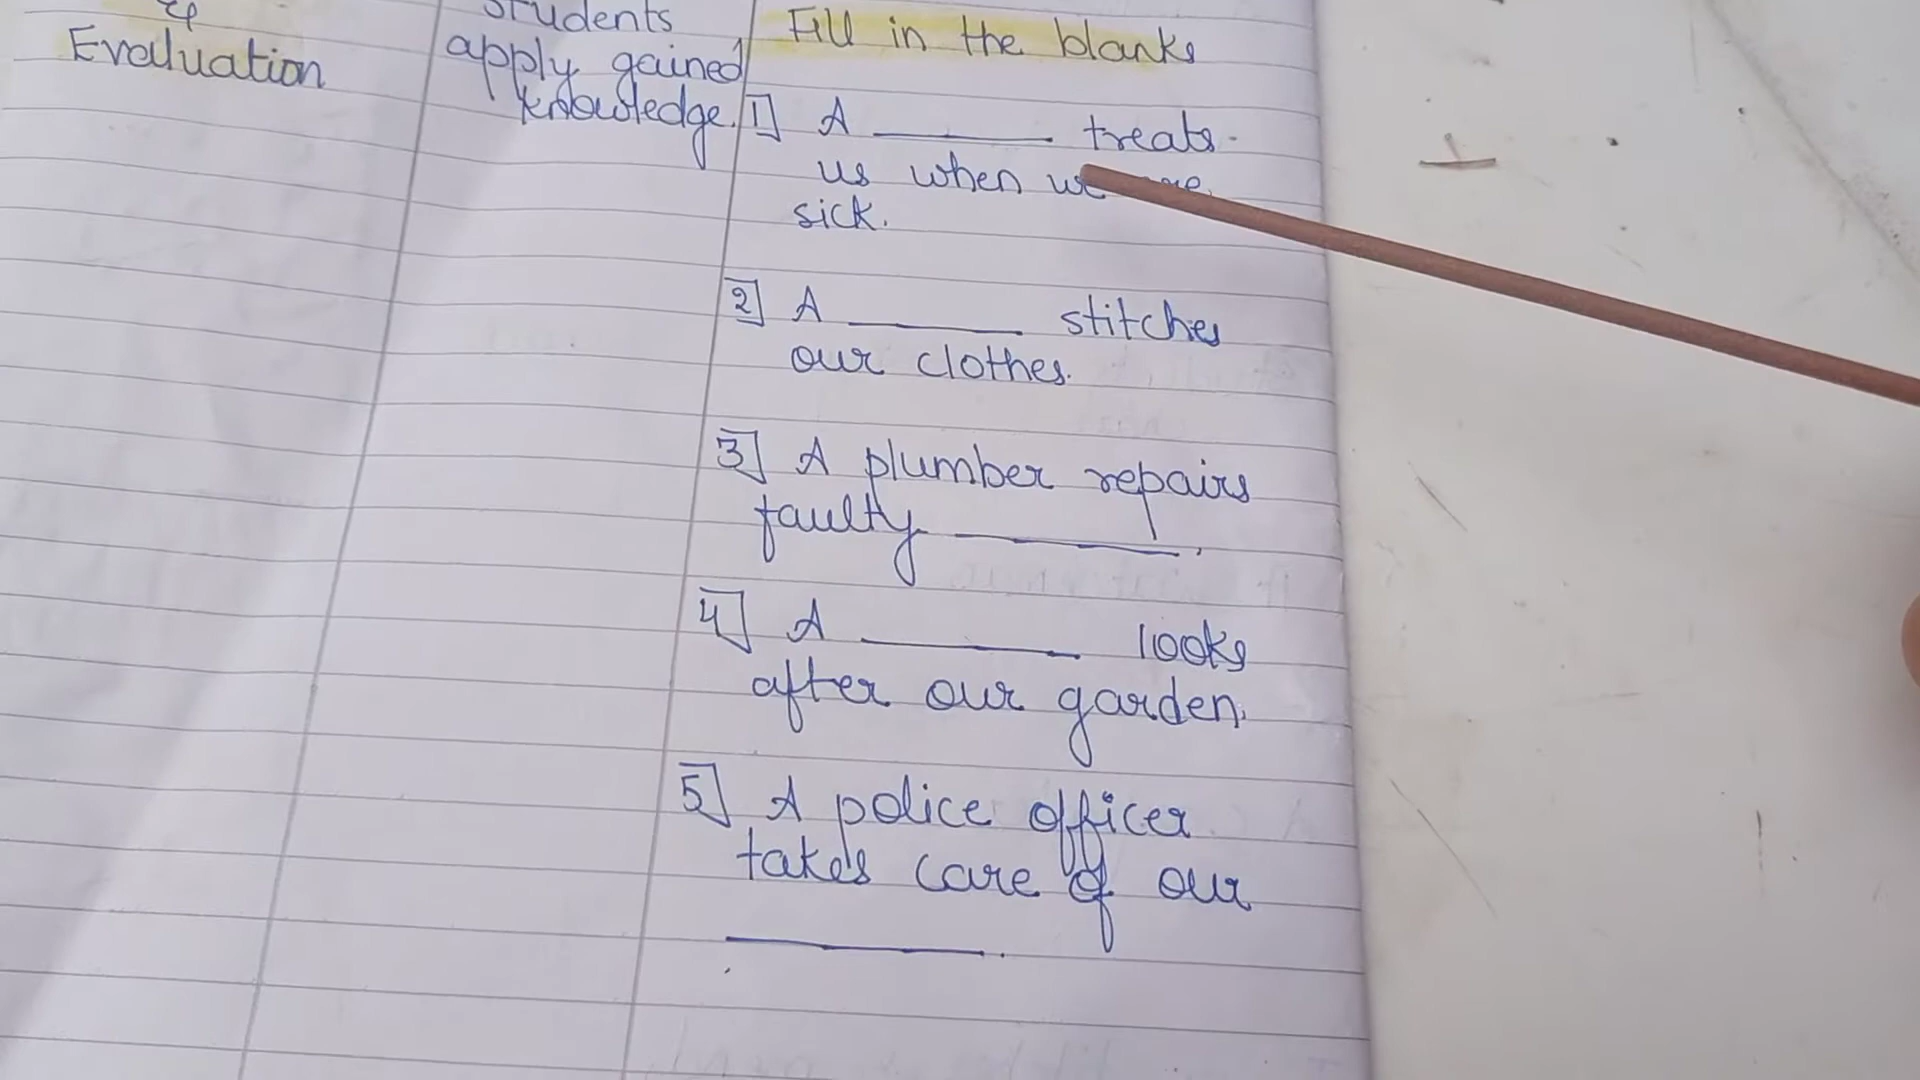 &
Evaluation
Students
apply gained
knowledge.
Fill in the blanks
1] A ______ treats
us when we are
sick.
2] A ______ stitches
our clothes.
3] A plumber repairs
faulty ______.
4] A ______ looks
after our garden.
5] A police officer
takes care of our
______.